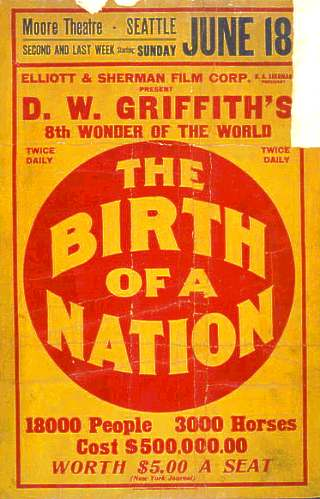 Moore Theatre - SEATTLE
SECOND AND LAST WEEK Starting SUNDAY JUNE 18
ELLIOTT & SHERMAN FILM CORP. H. A. SHERMAN PRESIDENT
PRESENT
D. W. GRIFFITH'S
8th WONDER OF THE WORLD
TWICE DAILY
TWICE DAILY
THE
BIRTH
OF A
NATION
18000 People 3000 Horses
Cost $500,000.00
WORTH $5.00 A SEAT
(New York Journal)